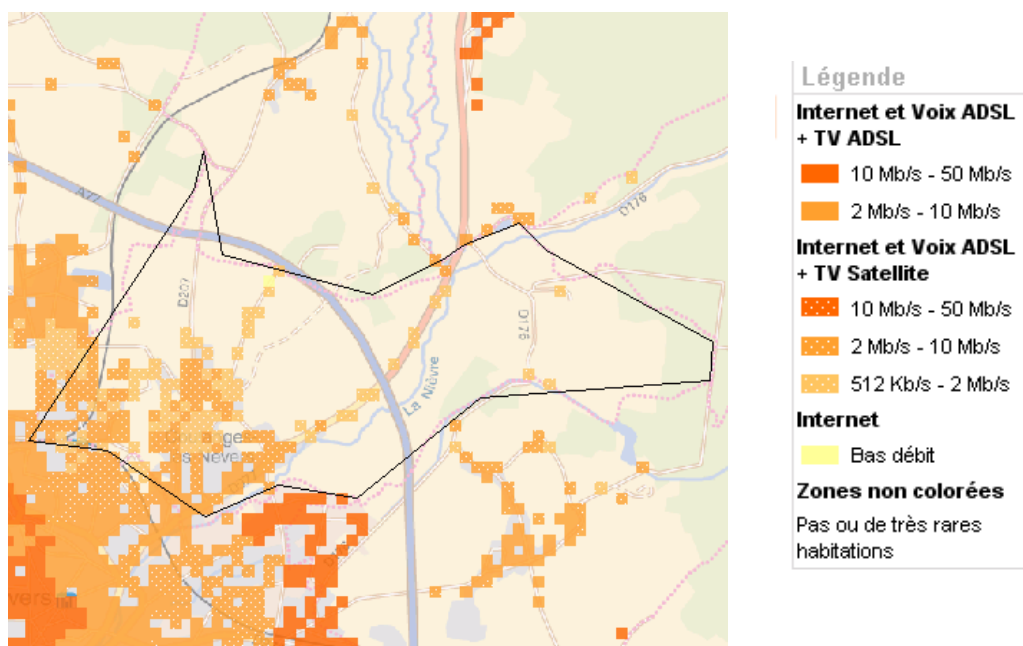 A77
D176
D207
D176
La Nièvre
Légende
Internet et Voix ADSL
+ TV ADSL
10 Mb/s - 50 Mb/s
2 Mb/s - 10 Mb/s
Internet et Voix ADSL
+ TV Satellite
10 Mb/s - 50 Mb/s
2 Mb/s - 10 Mb/s
512 Kb/s - 2 Mb/s
Internet
Bas débit
Zones non colorées
Pas ou de très rares
habitations